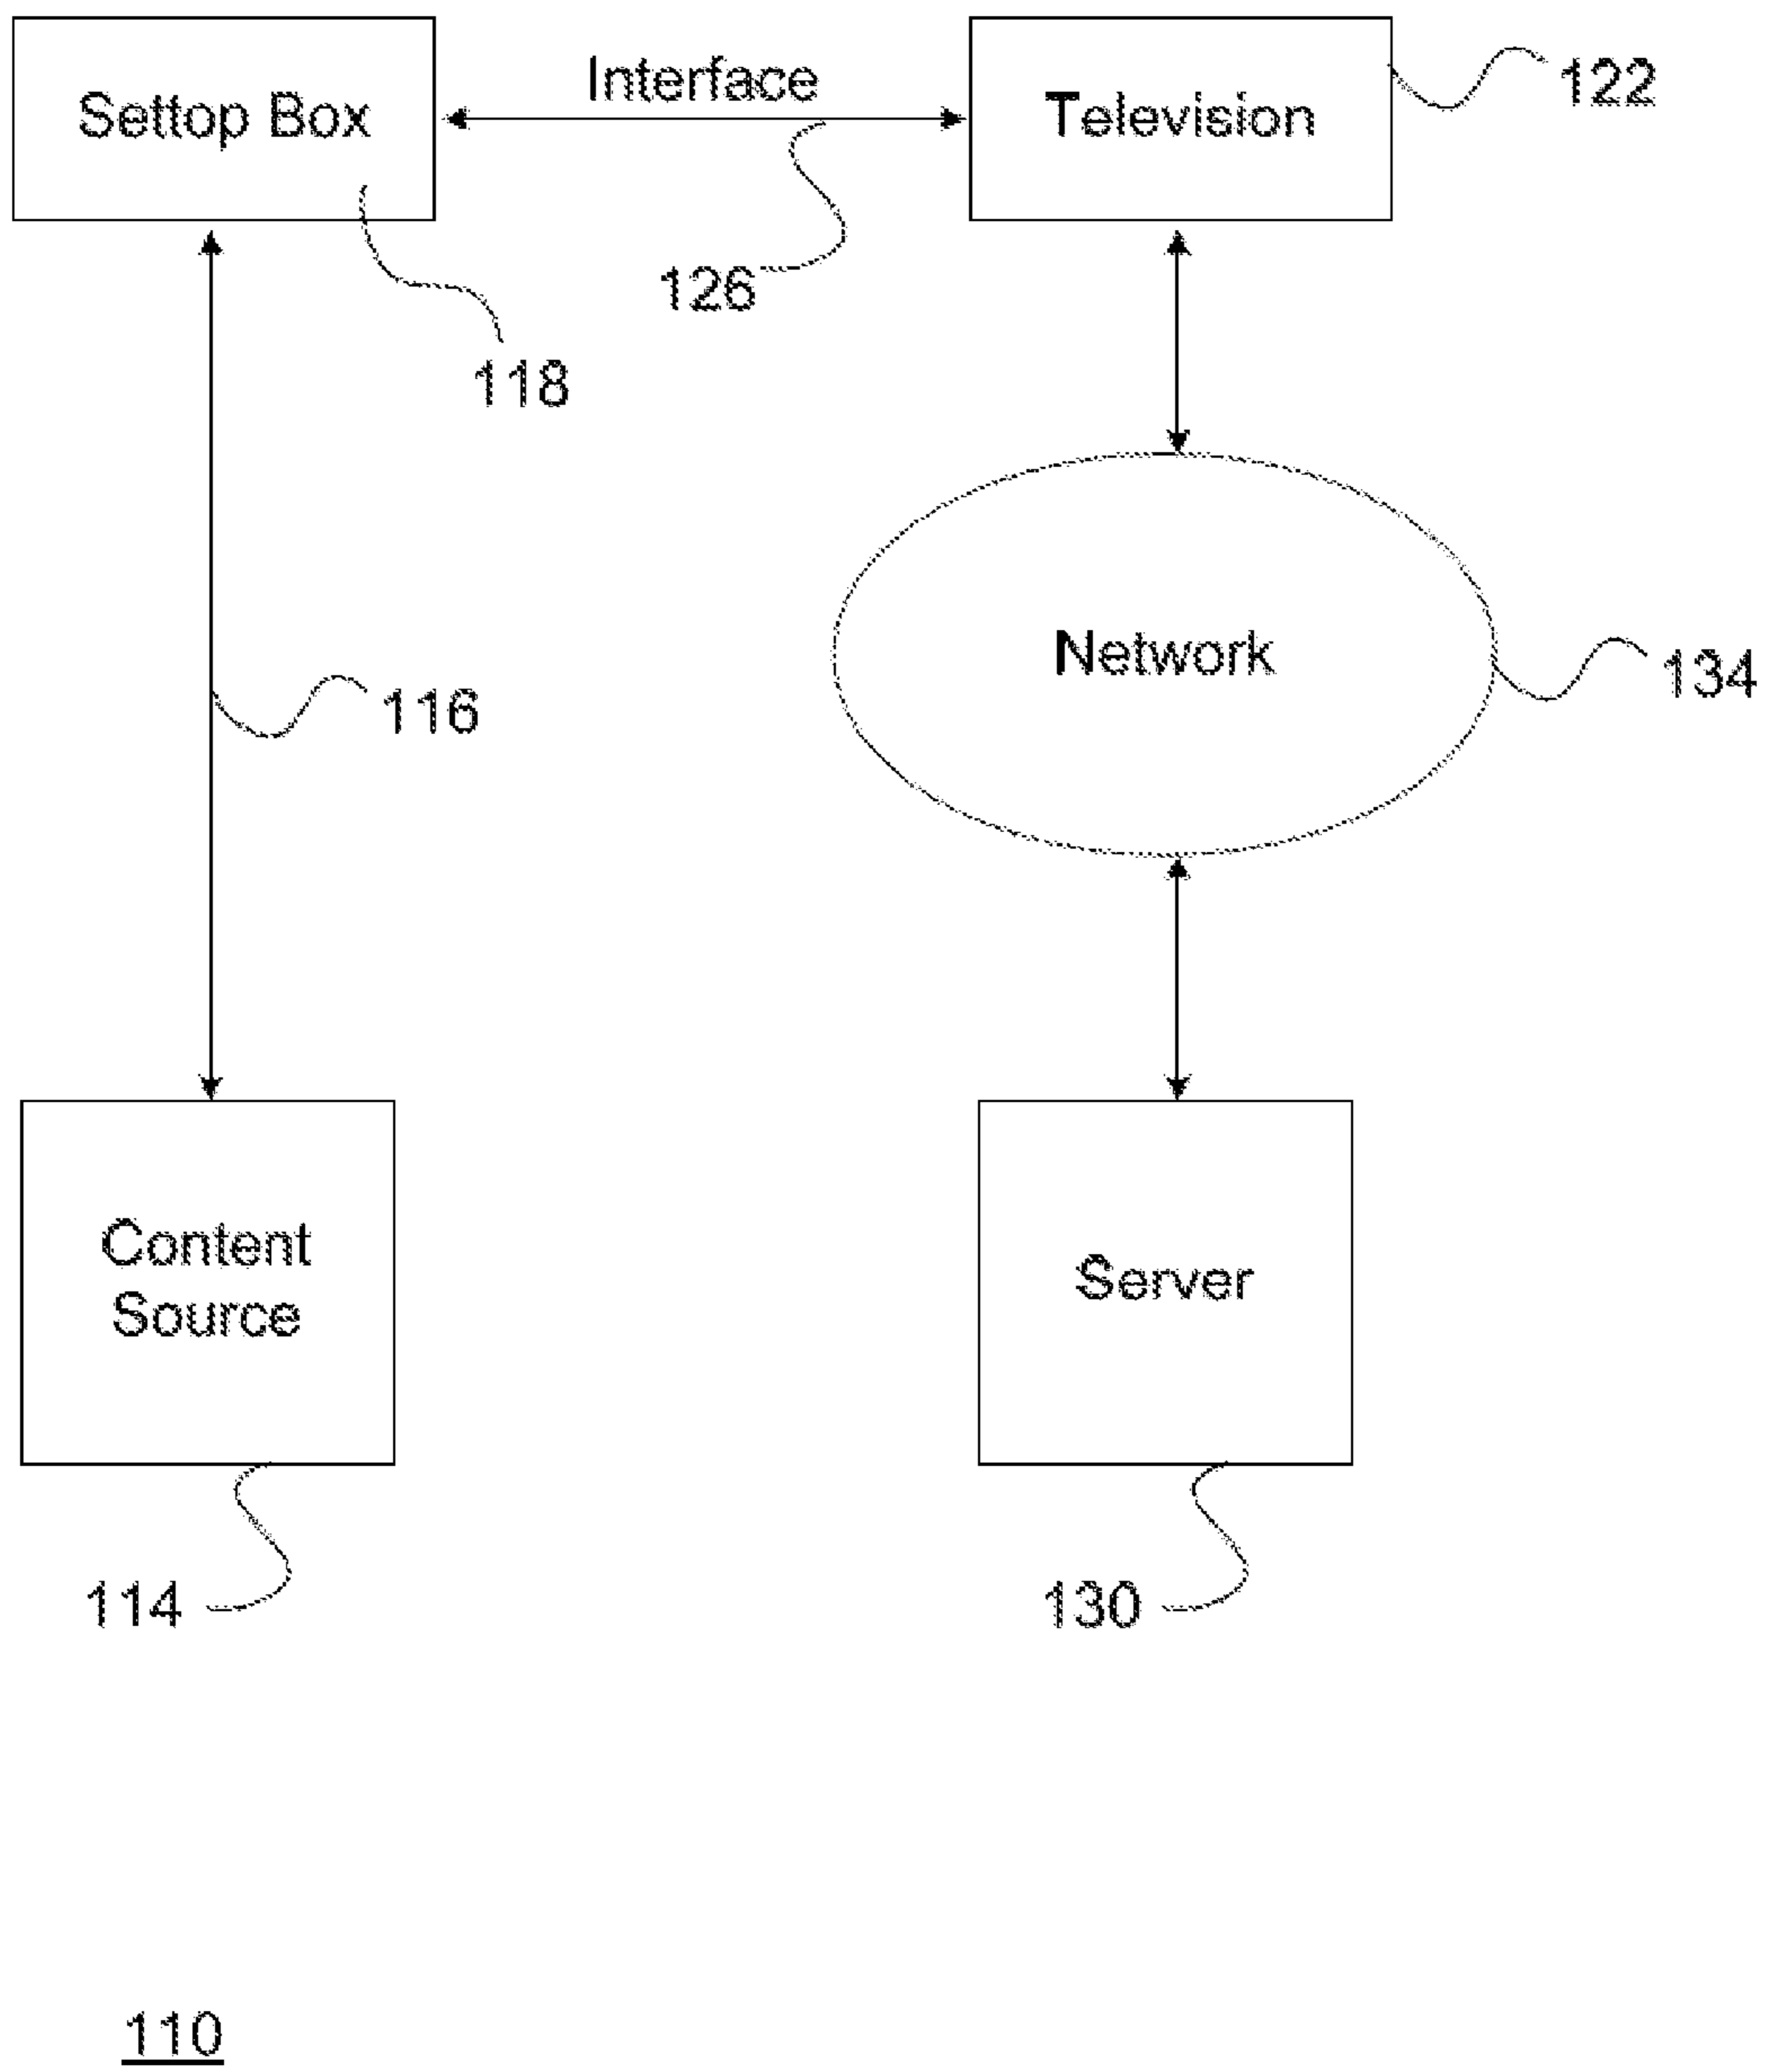 Settop Box
Interface
Television
122
126
118
Network
134
116
Content
Source
Server
114
130
110